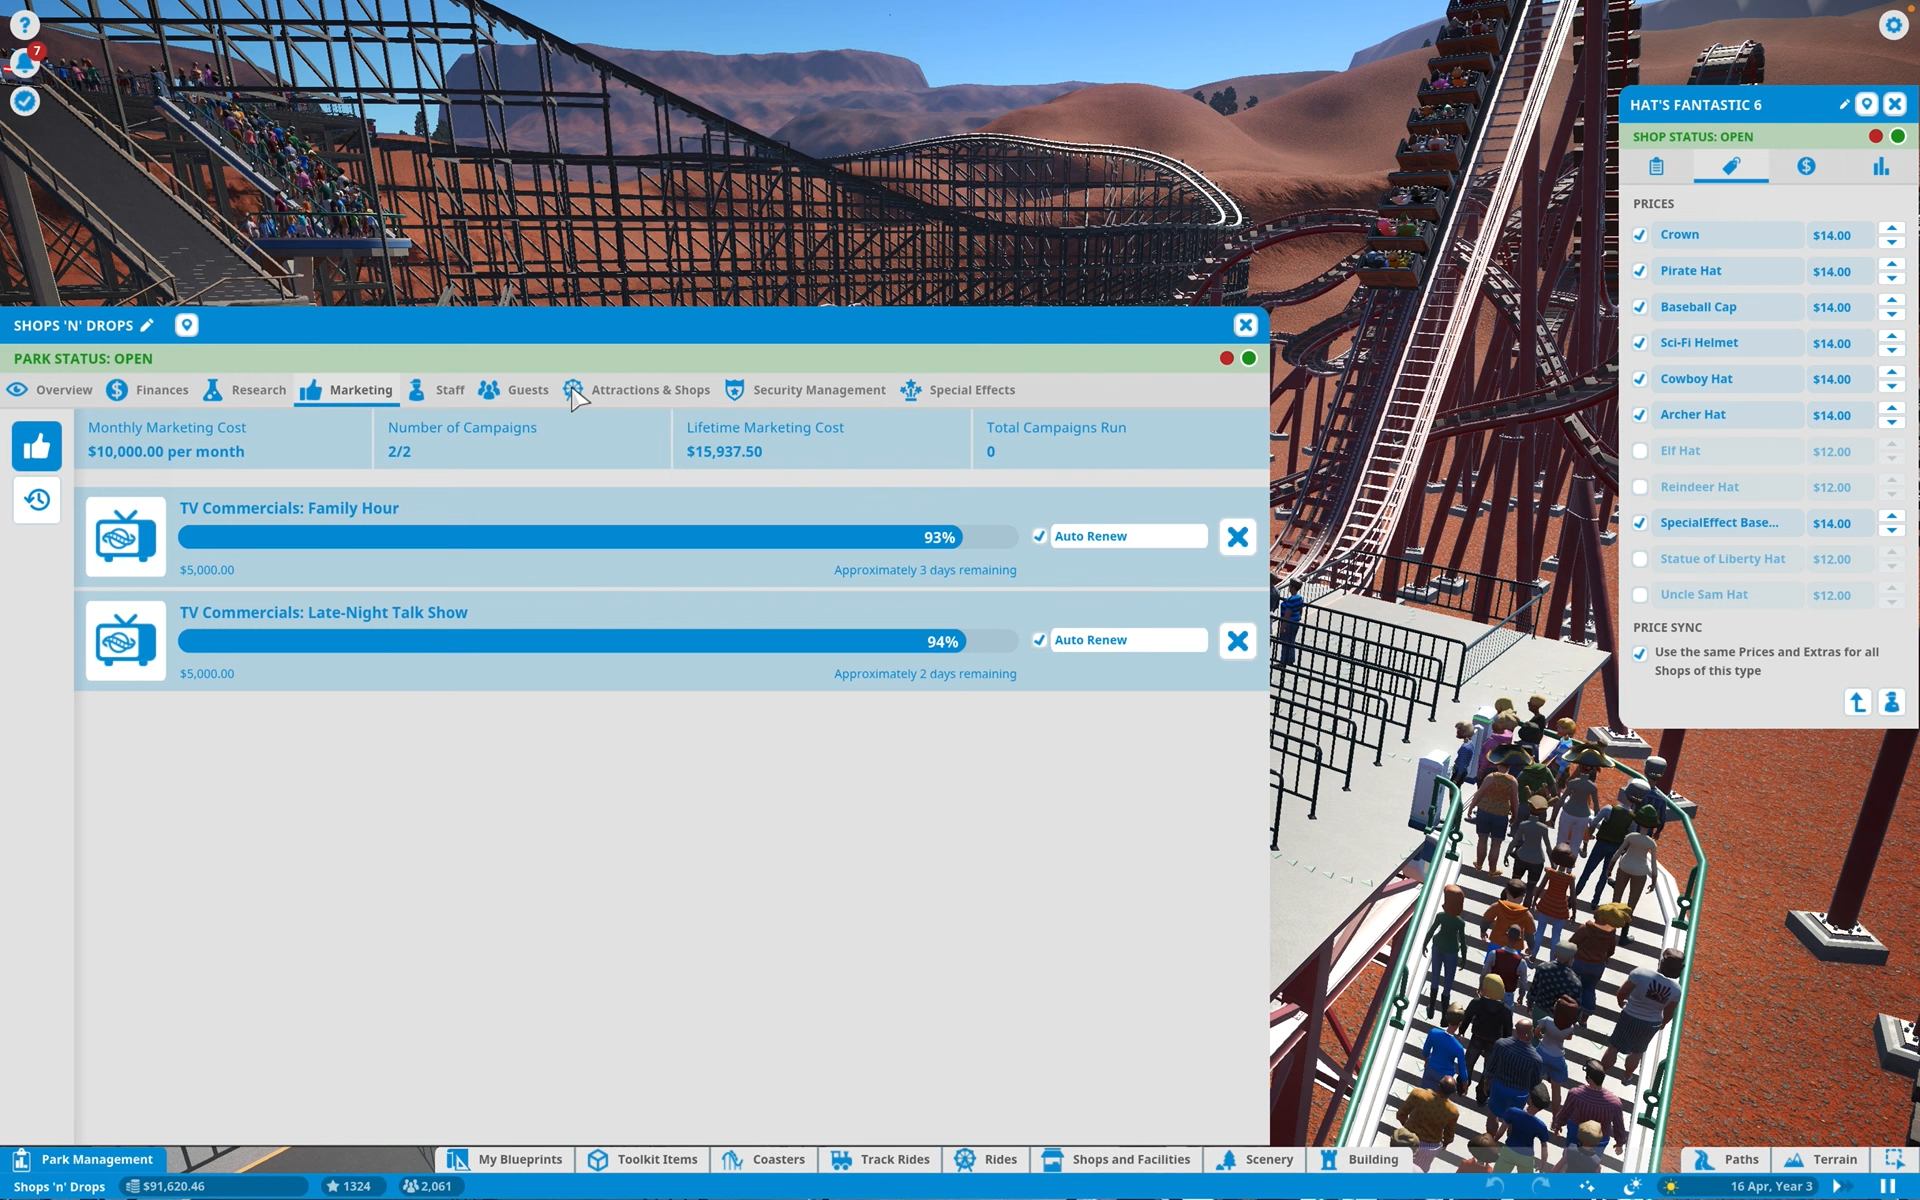 ?
7
HAT'S FANTASTIC 6
SHOP STATUS: OPEN
PRICES
Crown $14.00
Pirate Hat $14.00
Baseball Cap $14.00
Sci-Fi Helmet $14.00
Cowboy Hat $14.00
Archer Hat $14.00
Elf Hat $12.00
Reindeer Hat $12.00
SpecialEffect Base... $14.00
Statue of Liberty Hat $12.00
Uncle Sam Hat $12.00
PRICE SYNC
Use the same Prices and Extras for all
Shops of this type
SHOPS 'N' DROPS
PARK STATUS: OPEN
Overview Finances Research Marketing Staff Guests Attractions & Shops Security Management Special Effects
Monthly Marketing Cost Number of Campaigns Lifetime Marketing Cost Total Campaigns Run
$10,000.00 per month 2/2 $15,937.50 0
TV Commercials: Family Hour
93% Auto Renew
$5,000.00 Approximately 3 days remaining
TV Commercials: Late-Night Talk Show
94% Auto Renew
$5,000.00 Approximately 2 days remaining
Park Management My Blueprints Toolkit Items Coasters Track Rides Rides Shops and Facilities Scenery Building Paths Terrain
Shops 'n' Drops $91,620.46 1324 2,061 16 Apr, Year 3